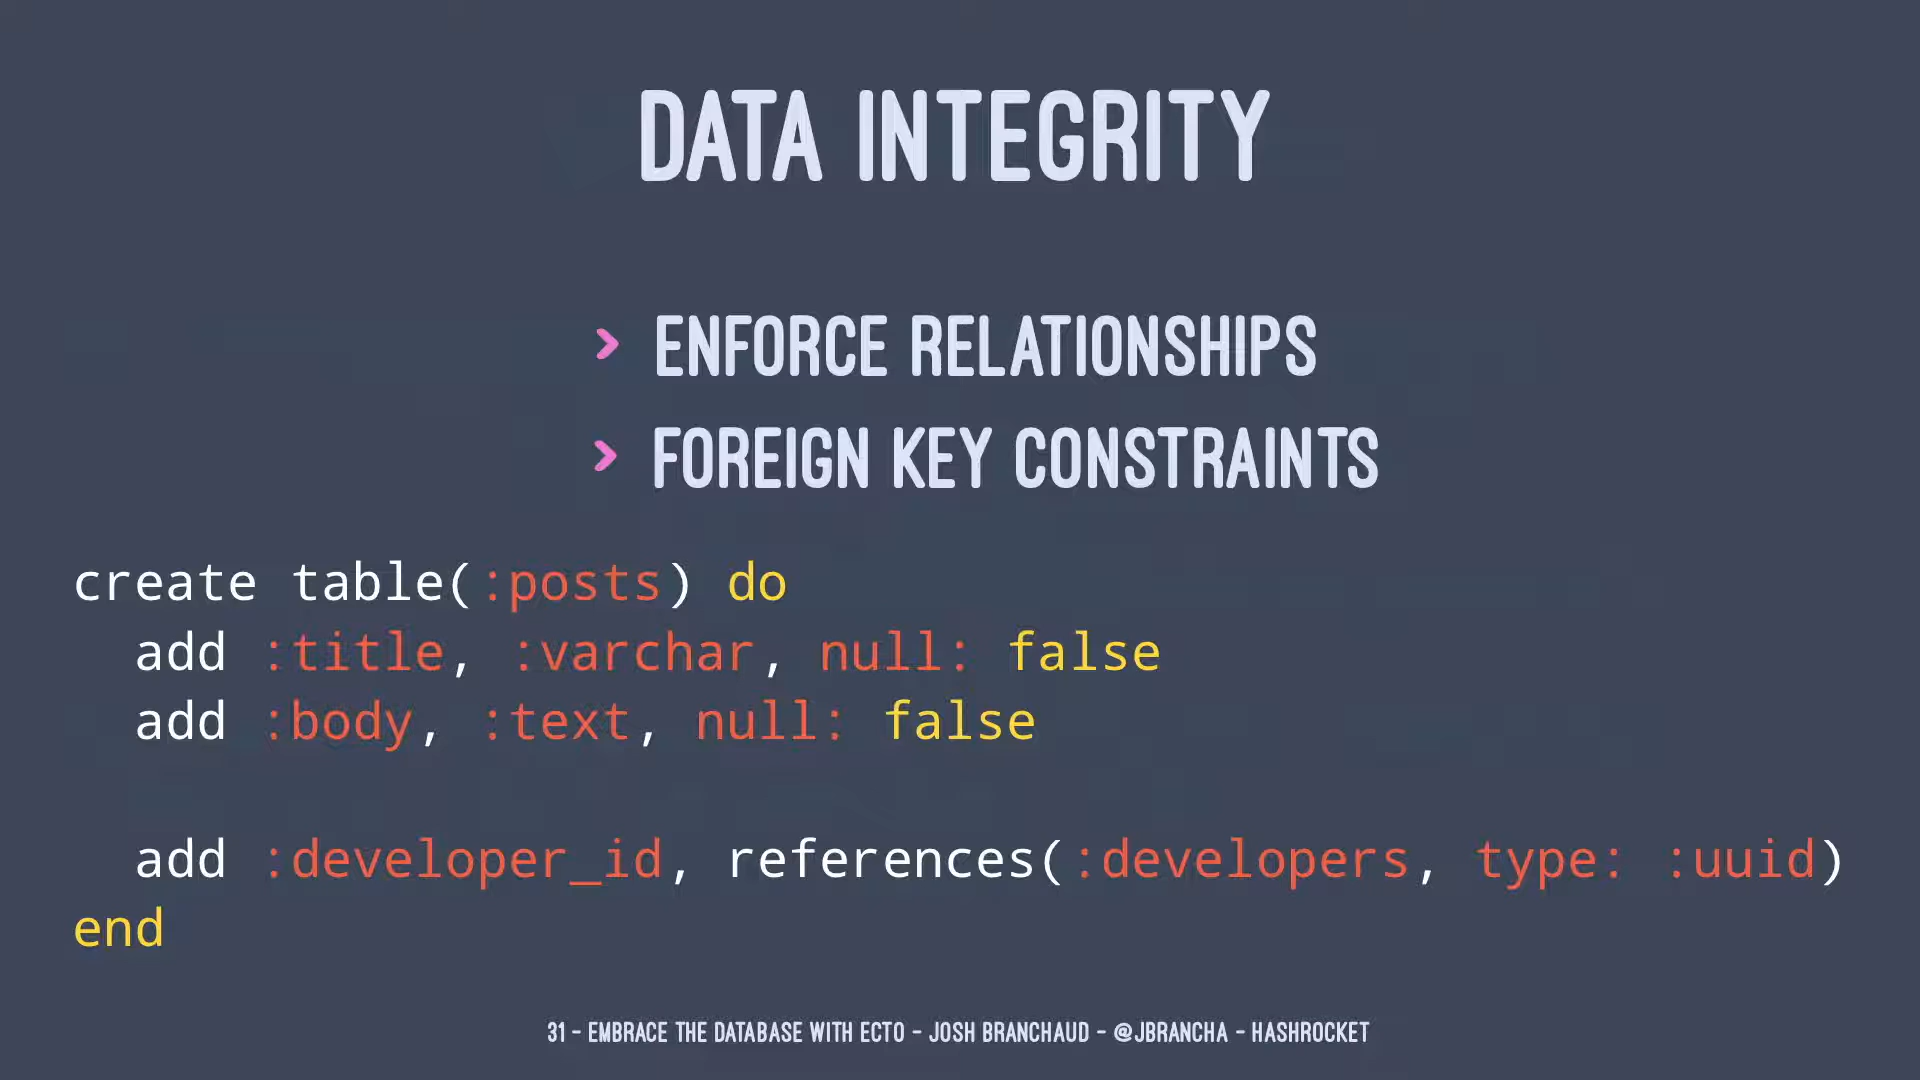 DATA INTEGRITY
> ENFORCE RELATIONSHIPS
> FOREIGN KEY CONSTRAINTS
create table(:posts) do
  add :title, :varchar, null: false
  add :body, :text, null: false

  add :developer_id, references(:developers, type: :uuid)
end
31 - EMBRACE THE DATABASE WITH ECTO - JOSH BRANCHAUD - @JBRANCHA - HASHROCKET